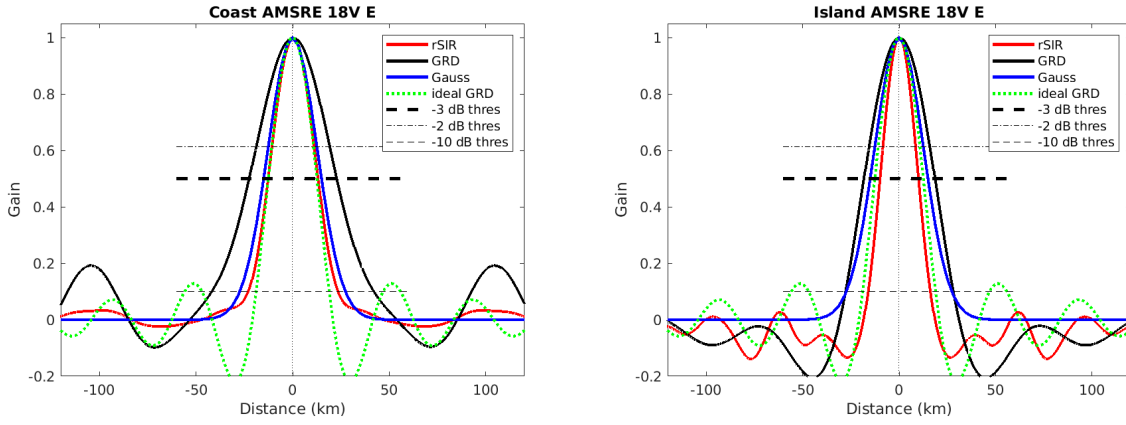 Coast AMSRE 18V E
1
0.8
0.6
0.4
0.2
0
-0.2
Gain
-100
-50
0
50
100
Distance (km)
rSIR
GRD
Gauss
ideal GRD
-3 dB thres
-2 dB thres
-10 dB thres
Island AMSRE 18V E
1
0.8
0.6
0.4
0.2
0
-0.2
Gain
-100
-50
0
50
100
Distance (km)
rSIR
GRD
Gauss
ideal GRD
-3 dB thres
-2 dB thres
-10 dB thres